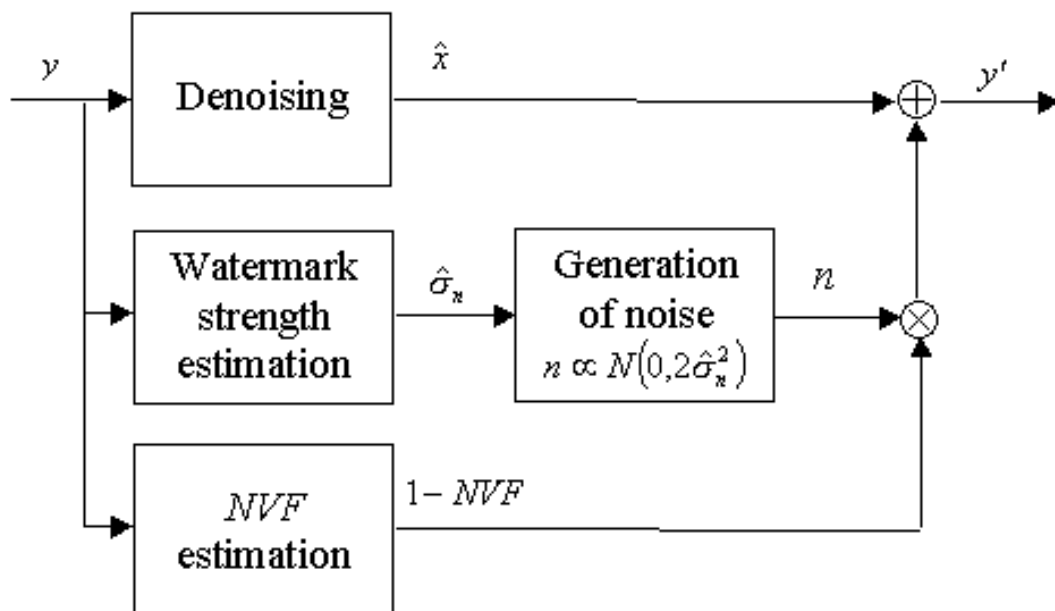 y
Denoising
x̂
⊕
y'
Watermark
strength
estimation
σ̂ₙ
Generation
of noise
n ∝ N(0,2σ̂ₙ²)
n
⊗
NVF
estimation
1 − NVF